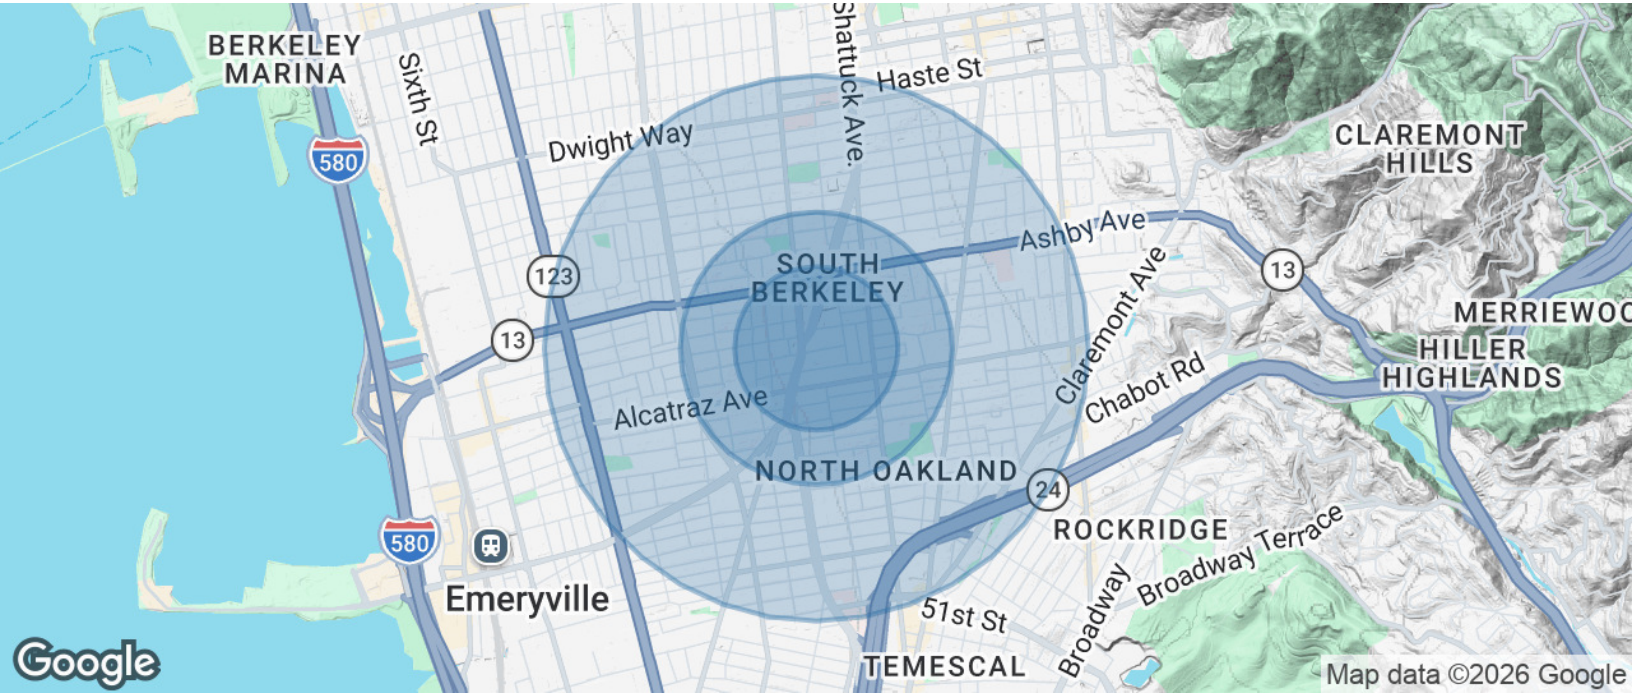 BERKELEY
MARINA
Sixth St
Shattuck Ave.
Haste St
Dwight Way
580
CLAREMONT
HILLS
SOUTH
BERKELEY
Ashby Ave
123
13
13
Claremont Ave
MERRIEWOO
HILLER
HIGHLANDS
Chabot Rd
Alcatraz Ave
NORTH OAKLAND
24
ROCKRIDGE
580
Broadway Terrace
Emeryville
51st St
Broadway
TEMESCAL
Google
Map data ©2026 Google